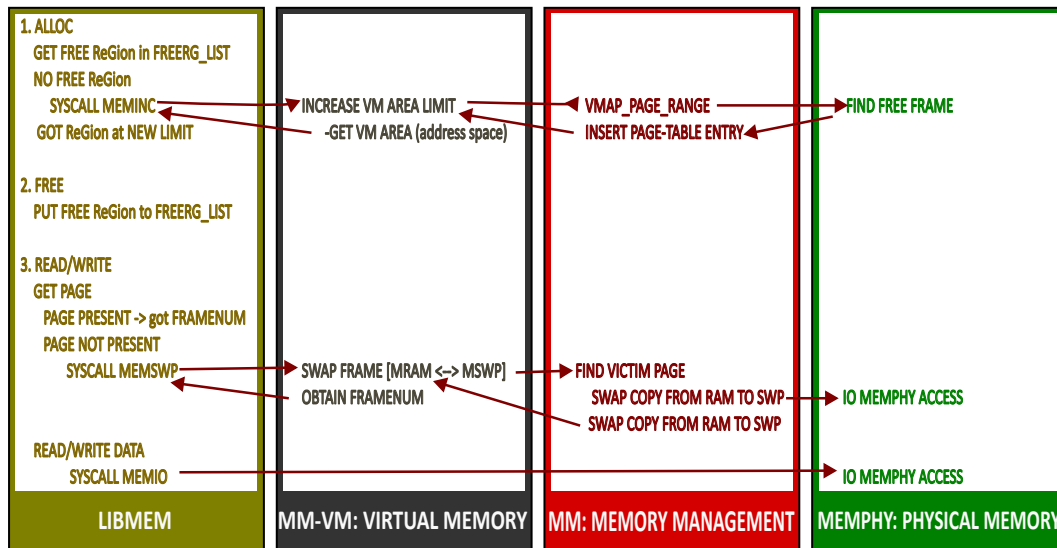 1. ALLOC
GET FREE ReGion in FREERG_LIST
NO FREE ReGion
SYSCALL MEMINC
GOT ReGion at NEW LIMIT
2. FREE
PUT FREE ReGion to FREERG_LIST
3. READ/WRITE
GET PAGE
PAGE PRESENT -> got FRAMENUM
PAGE NOT PRESENT
SYSCALL MEMSWP
READ/WRITE DATA
SYSCALL MEMIO
LIBMEM
INCREASE VM AREA LIMIT
-GET VM AREA (address space)
SWAP FRAME [MRAM <--> MSWP]
OBTAIN FRAMENUM
MM-VM: VIRTUAL MEMORY
VMAP_PAGE_RANGE
INSERT PAGE-TABLE ENTRY
FIND VICTIM PAGE
SWAP COPY FROM RAM TO SWP
SWAP COPY FROM RAM TO SWP
MM: MEMORY MANAGEMENT
FIND FREE FRAME
IO MEMPHY ACCESS
IO MEMPHY ACCESS
MEMPHY: PHYSICAL MEMORY